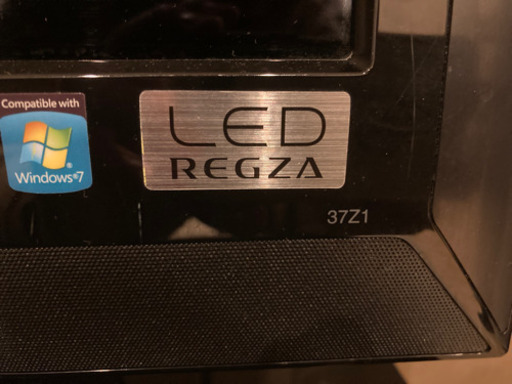 Compatible with
Windows®7
LED
REGZA
37Z1